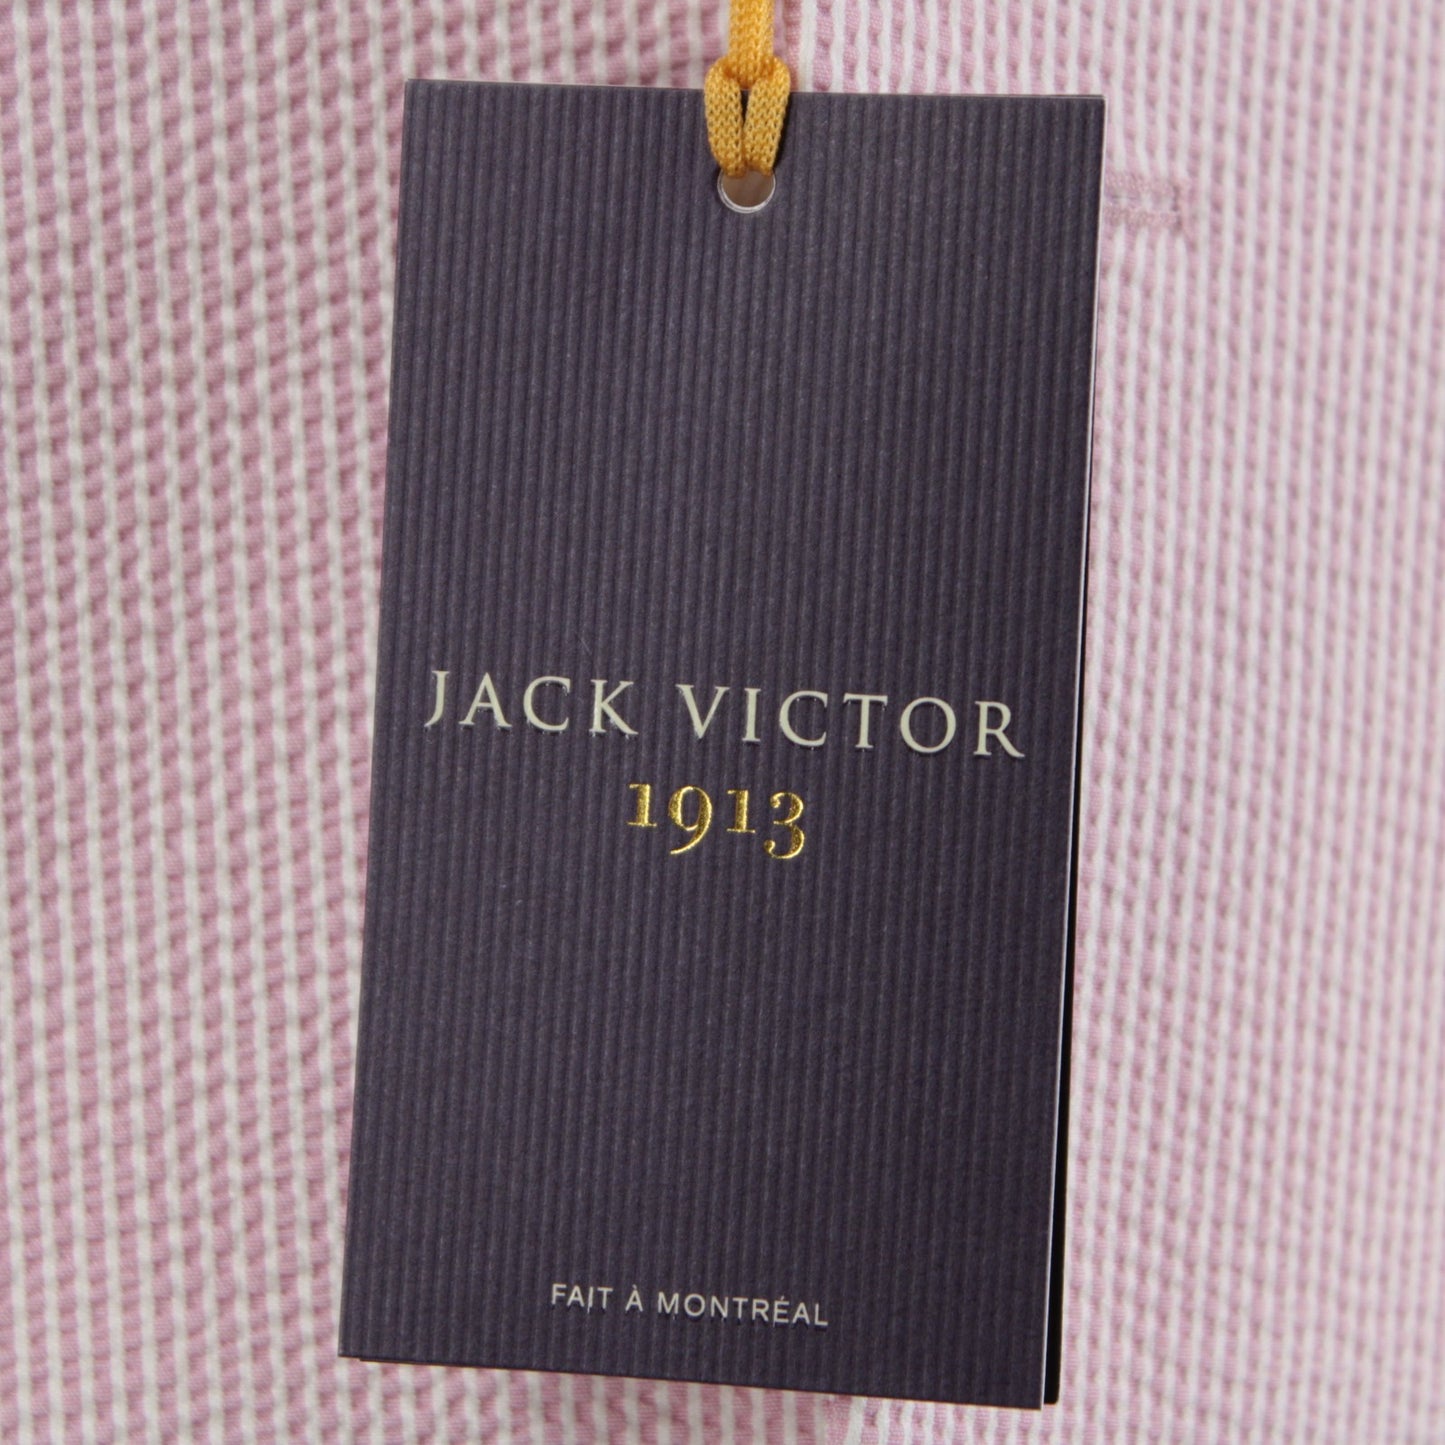 JACK VICTOR
1913
FAIT À MONTRÉAL